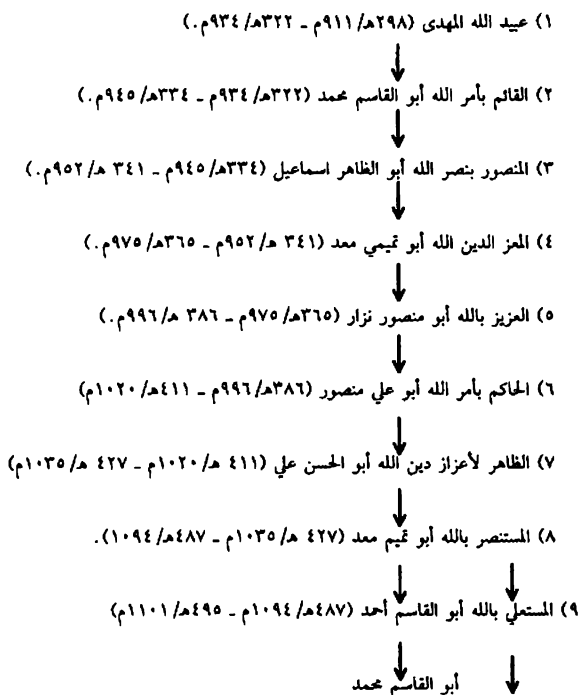 ١) عبيد الله المهدى (٢٩٨هـ/٩١١م ـ ٣٢٢هـ/٩٣٤م.)
٢) القائم بأمر الله أبو القاسم محمد (٣٢٢هـ/٩٣٤م ـ ٣٣٤هـ/٩٤٥م.)
٣) المنصور بنصر الله أبو الظاهر اسماعيل (٣٣٤هـ/٩٤٥م ـ ٣٤١ هـ/٩٥٢م.)
٤) المعز الدين الله أبو تميمي معد (٣٤١ هـ/٩٥٢م ـ ٣٦٥هـ/٩٧٥م.)
٥) العزيز بالله أبو منصور نزار (٣٦٥هـ/٩٧٥م ـ ٣٨٦ هـ/٩٩٦م.)
٦) الحاكم بأمر الله أبو علي منصور (٣٨٦هـ/٩٩٦م ـ ٤١١هـ/١٠٢٠م)
٧) الظاهر لأعزاز دين الله أبو الحسن علي (٤١١ هـ/١٠٢٠م ـ ٤٢٧ هـ/١٠٣٥م)
٨) المستنصر بالله أبو تميم معد (٤٢٧ هـ/١٠٣٥م ـ ٤٨٧هـ/١٠٩٤).
٩) المستعلي بالله أبو القاسم أحمد (٤٨٧هـ/١٠٩٤م ـ ٤٩٥هـ/١١٠١م)
أبو القاسم محمد